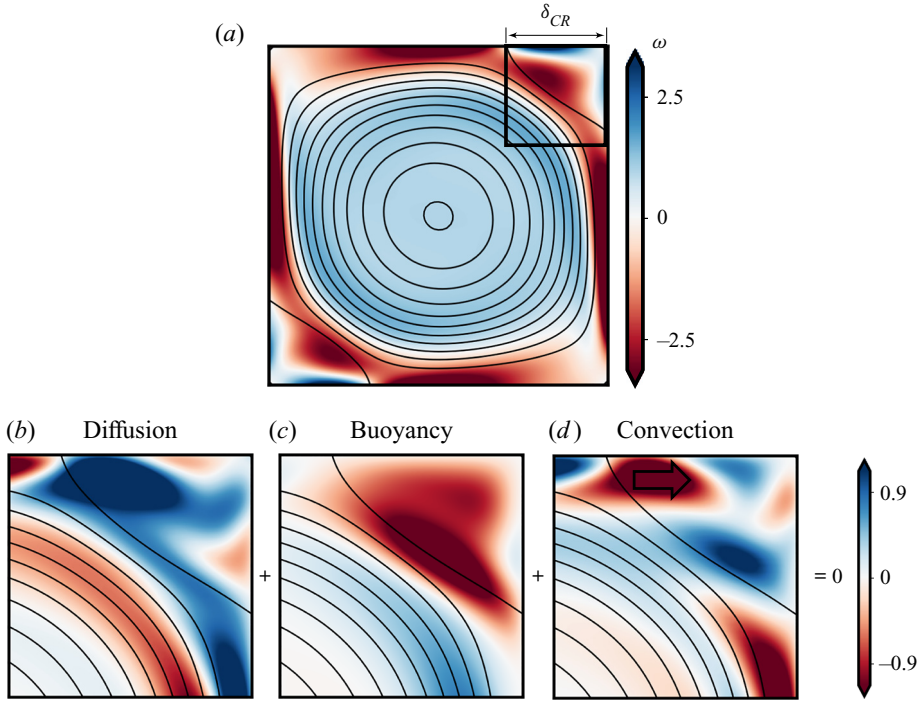 δ_CR
(a)
ω
2.5
0
−2.5
(b) Diffusion
(c) Buoyancy
(d) Convection
+
+
= 0
0.9
0
−0.9